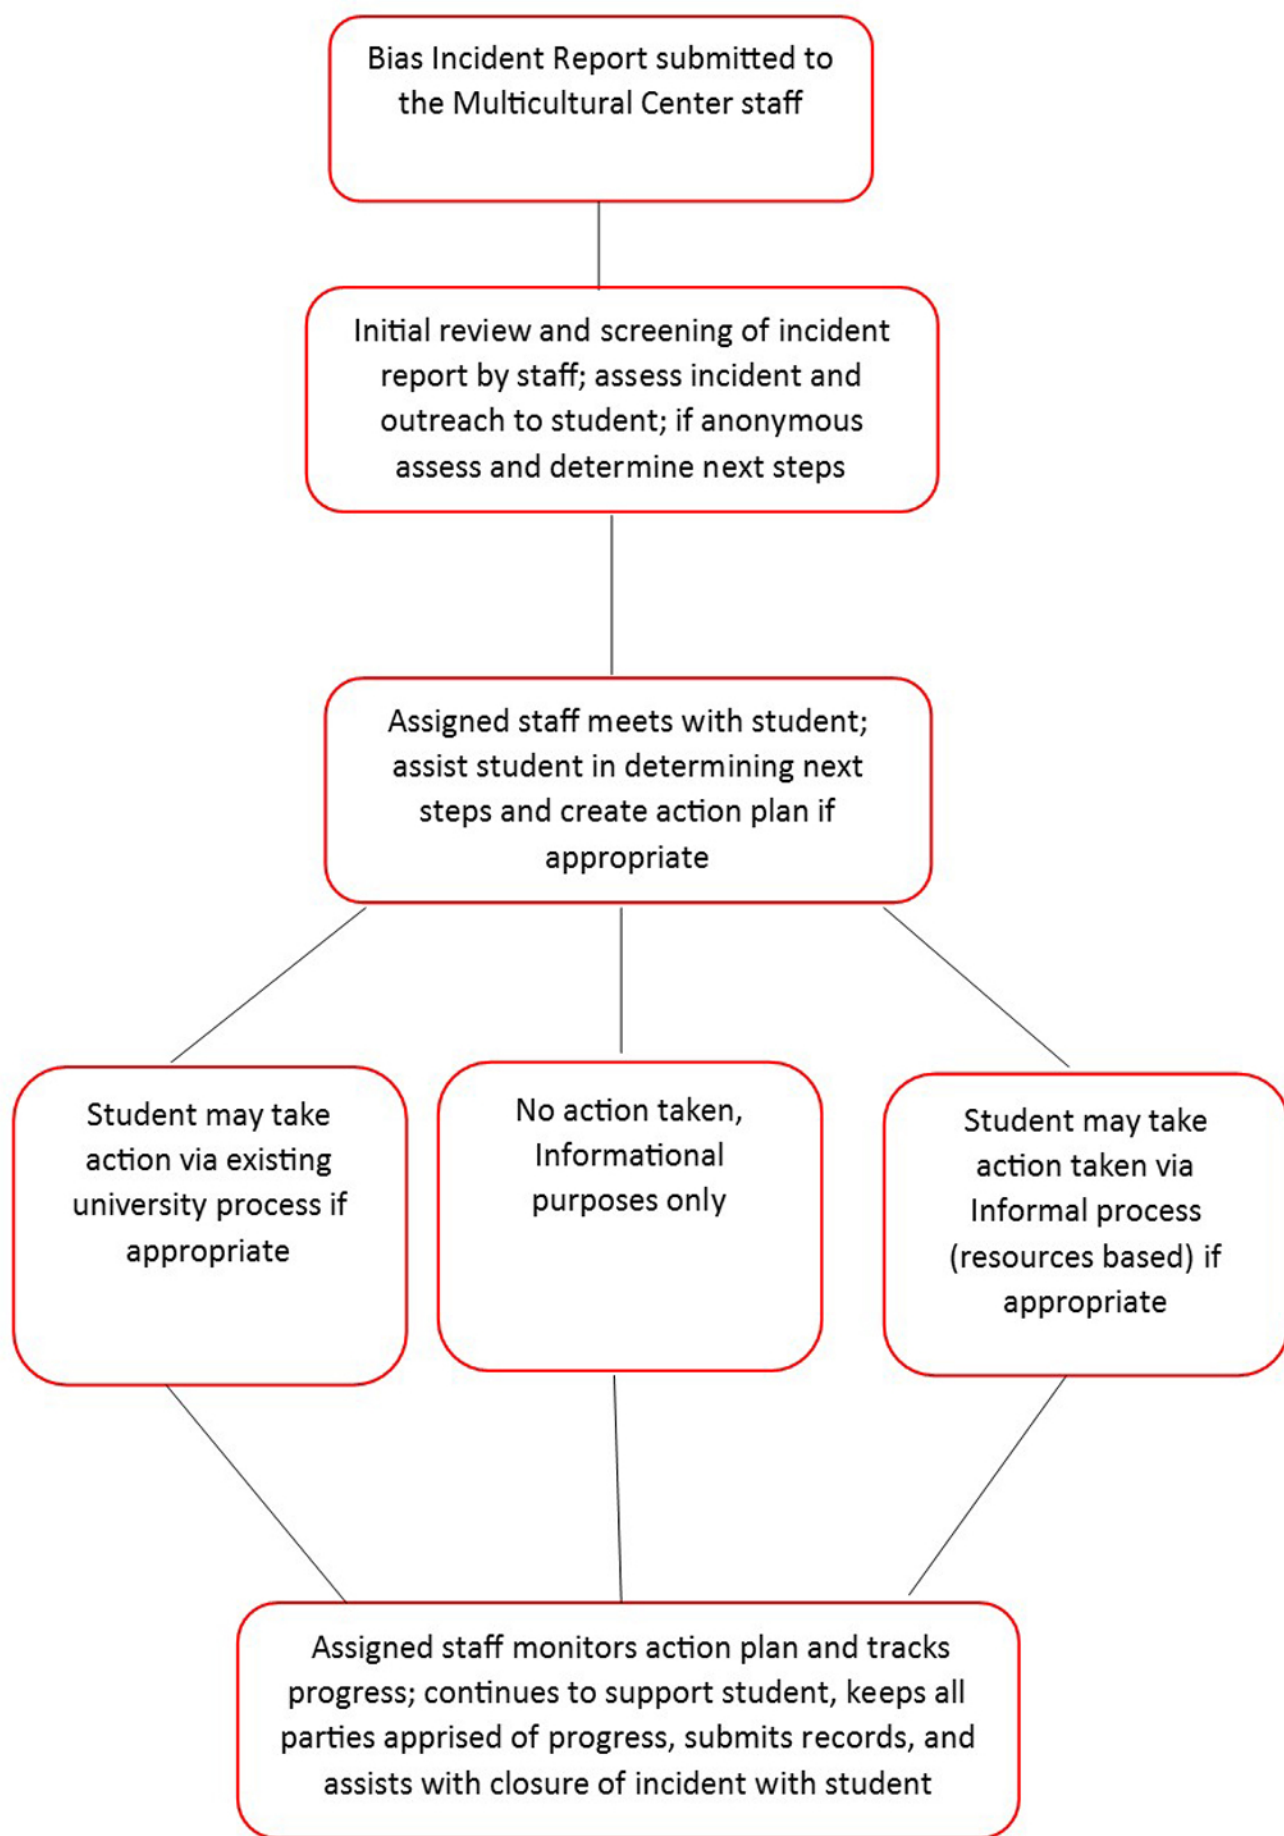 Bias Incident Report submitted to
the Multicultural Center staff
Initial review and screening of incident
report by staff; assess incident and
outreach to student; if anonymous
assess and determine next steps
Assigned staff meets with student;
assist student in determining next
steps and create action plan if
appropriate
Student may take
action via existing
university process if
appropriate
No action taken,
Informational
purposes only
Student may take
action taken via
Informal process
(resources based) if
appropriate
Assigned staff monitors action plan and tracks
progress; continues to support student, keeps all
parties apprised of progress, submits records, and
assists with closure of incident with student